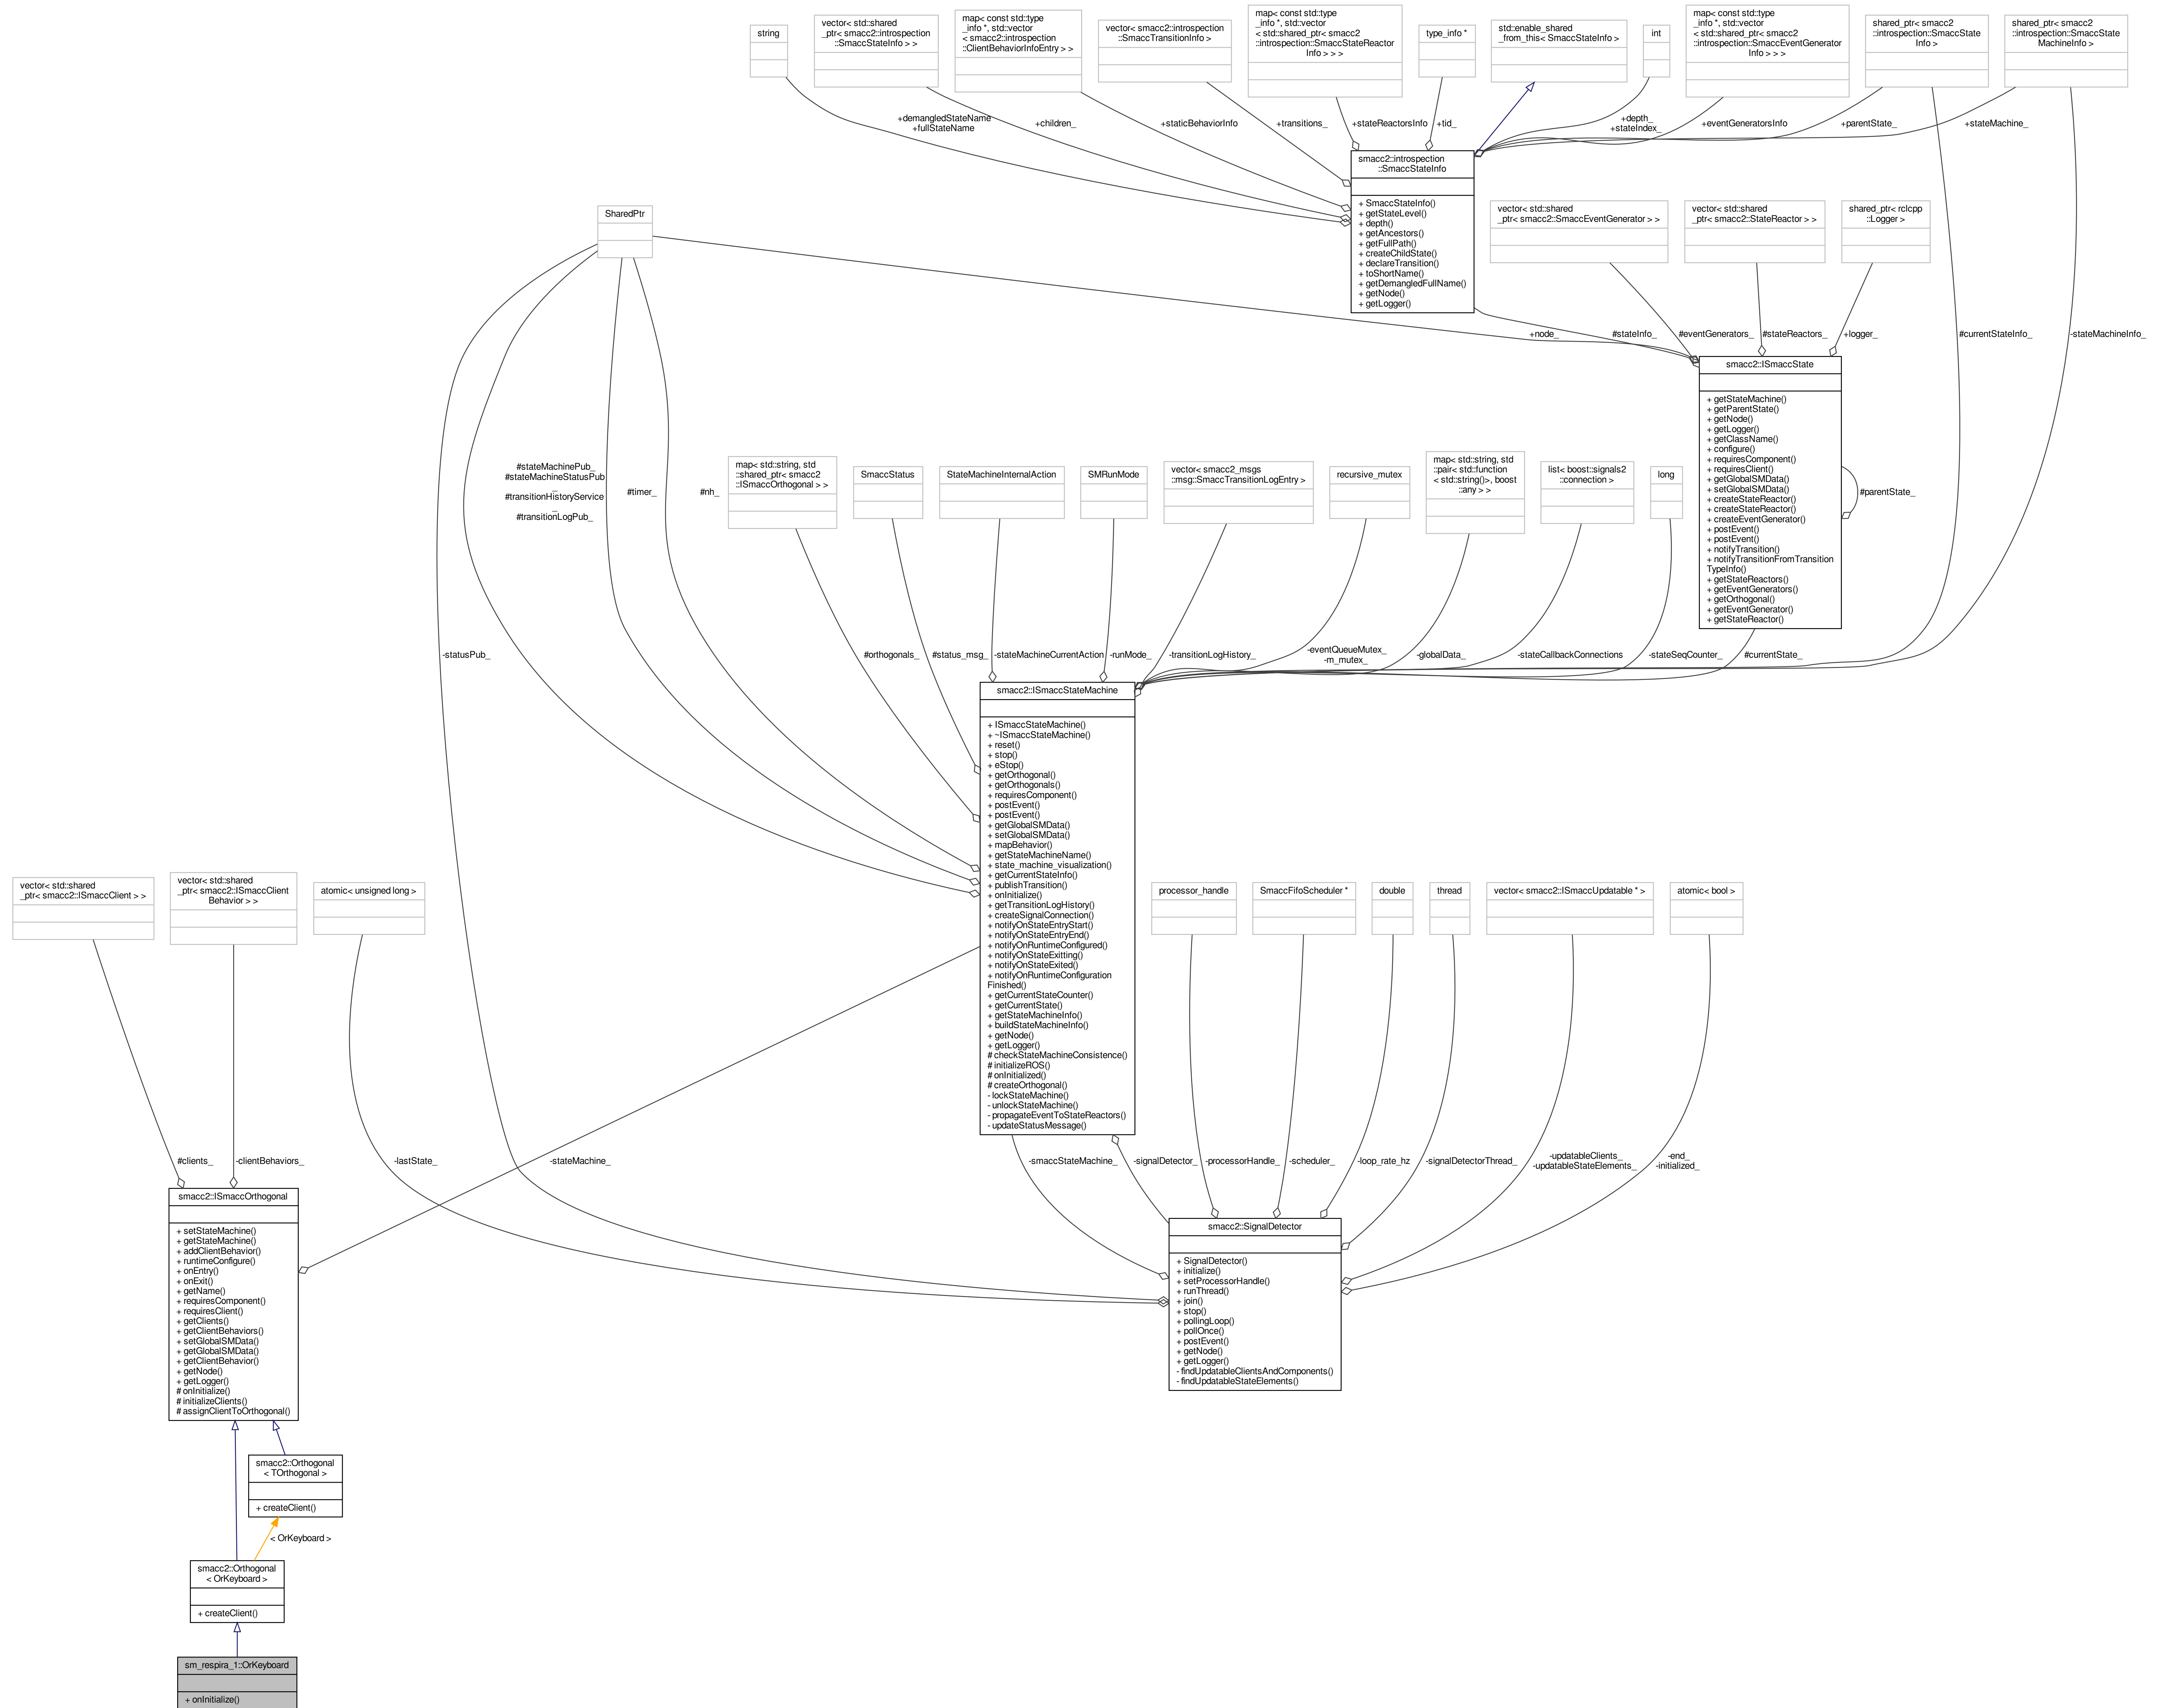 string
vector< std::shared
_ptr< smacc2::introspection
::SmaccStateInfo > >
map< const std::type
_info *, std::vector
< smacc2::introspection
::ClientBehaviorInfoEntry > >
vector< smacc2::introspection
::SmaccTransitionInfo >
map< const std::type
_info *, std::vector
< std::shared_ptr< smacc2
::introspection::SmaccStateReactor
Info > > >
type_info *
std::enable_shared
_from_this< SmaccStateInfo >
int
map< const std::type
_info *, std::vector
< std::shared_ptr< smacc2
::introspection::SmaccEventGenerator
Info > > >
shared_ptr< smacc2
::introspection::SmaccState
Info >
shared_ptr< smacc2
::introspection::SmaccState
MachineInfo >
+demangledStateName
+fullStateName
+children_
+staticBehaviorInfo
+transitions_
+stateReactorsInfo
+tid_
+depth_
+stateIndex_
+eventGeneratorsInfo
+parentState_
+stateMachine_
smacc2::introspection
::SmaccStateInfo
+ SmaccStateInfo()
+ getStateLevel()
+ depth()
+ getAncestors()
+ getFullPath()
+ createChildState()
+ declareTransition()
+ toShortName()
+ getDemangledFullName()
+ getNode()
+ getLogger()
SharedPtr
vector< std::shared
_ptr< smacc2::SmaccEventGenerator > >
vector< std::shared
_ptr< smacc2::StateReactor > >
shared_ptr< rclcpp
::Logger >
+node_
#stateInfo_
#eventGenerators_
#stateReactors_
+logger_
#currentStateInfo_
-stateMachineInfo_
smacc2::ISmaccState
+ getStateMachine()
+ getParentState()
+ getNode()
+ getLogger()
+ getClassName()
+ configure()
+ requiresComponent()
+ requiresClient()
+ getGlobalSMData()
+ setGlobalSMData()
+ createStateReactor()
+ createStateReactor()
+ createEventGenerator()
+ postEvent()
+ postEvent()
+ notifyTransition()
+ notifyTransitionFromTransition
TypeInfo()
+ getStateReactors()
+ getEventGenerators()
+ getOrthogonal()
+ getEventGenerator()
+ getStateReactor()
#parentState_
#stateMachinePub_
#stateMachineStatusPub
_
#transitionHistoryService
_
#transitionLogPub_
#timer_
#nh_
map< std::string, std
::shared_ptr< smacc2
::ISmaccOrthogonal > >
SmaccStatus
StateMachineInternalAction
SMRunMode
vector< smacc2_msgs
::msg::SmaccTransitionLogEntry >
recursive_mutex
map< std::string, std
::pair< std::function
< std::string()>, boost
::any > >
list< boost::signals2
::connection >
long
-statusPub_
#orthogonals_
#status_msg_
-stateMachineCurrentAction
-runMode_
-transitionLogHistory_
-eventQueueMutex_
-m_mutex_
-globalData_
-stateCallbackConnections
-stateSeqCounter_
#currentState_
smacc2::ISmaccStateMachine
+ ISmaccStateMachine()
+ ~ISmaccStateMachine()
+ reset()
+ stop()
+ eStop()
+ getOrthogonal()
+ getOrthogonals()
+ requiresComponent()
+ postEvent()
+ postEvent()
+ getGlobalSMData()
+ setGlobalSMData()
+ mapBehavior()
+ getStateMachineName()
+ state_machine_visualization()
+ getCurrentStateInfo()
+ publishTransition()
+ onInitialize()
+ getTransitionLogHistory()
+ createSignalConnection()
+ notifyOnStateEntryStart()
+ notifyOnStateEntryEnd()
+ notifyOnRuntimeConfigured()
+ notifyOnStateExitting()
+ notifyOnStateExited()
+ notifyOnRuntimeConfiguration
Finished()
+ getCurrentStateCounter()
+ getCurrentState()
+ getStateMachineInfo()
+ buildStateMachineInfo()
+ getNode()
+ getLogger()
# checkStateMachineConsistence()
# initializeROS()
# onInitialized()
# createOrthogonal()
- lockStateMachine()
- unlockStateMachine()
- propagateEventToStateReactors()
- updateStatusMessage()
vector< std::shared
_ptr< smacc2::ISmaccClient > >
vector< std::shared
_ptr< smacc2::ISmaccClient
Behavior > >
atomic< unsigned long >
processor_handle
SmaccFifoScheduler *
double
thread
vector< smacc2::ISmaccUpdatable * >
atomic< bool >
#clients_
-clientBehaviors_
-lastState_
-stateMachine_
-smaccStateMachine_
-signalDetector_
-processorHandle_
-scheduler_
-loop_rate_hz
-signalDetectorThread_
-updatableClients_
-updatableStateElements_
-end_
-initialized_
smacc2::ISmaccOrthogonal
+ setStateMachine()
+ getStateMachine()
+ addClientBehavior()
+ runtimeConfigure()
+ onEntry()
+ onExit()
+ getName()
+ requiresComponent()
+ requiresClient()
+ getClients()
+ getClientBehaviors()
+ setGlobalSMData()
+ getGlobalSMData()
+ getClientBehavior()
+ getNode()
+ getLogger()
# onInitialize()
# initializeClients()
# assignClientToOrthogonal()
smacc2::SignalDetector
+ SignalDetector()
+ initialize()
+ setProcessorHandle()
+ runThread()
+ join()
+ stop()
+ pollingLoop()
+ pollOnce()
+ postEvent()
+ getNode()
+ getLogger()
- findUpdatableClientsAndComponents()
- findUpdatableStateElements()
smacc2::Orthogonal
< TOrthogonal >
+ createClient()
< OrKeyboard >
smacc2::Orthogonal
< OrKeyboard >
+ createClient()
sm_respira_1::OrKeyboard
+ onInitialize()